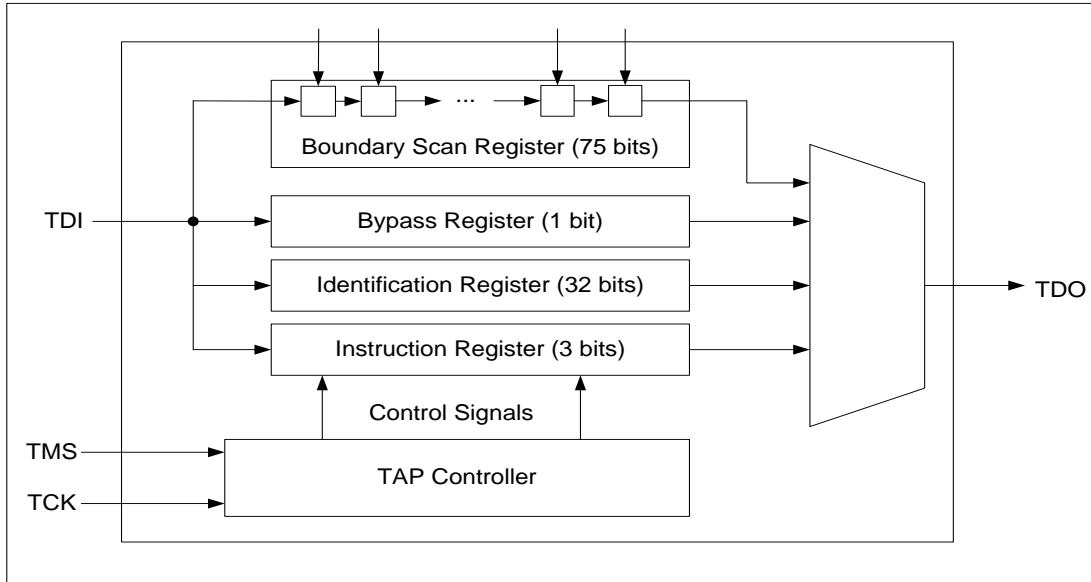 ...
Boundary Scan Register (75 bits)
TDI
Bypass Register (1 bit)
Identification Register (32 bits)
TDO
Instruction Register (3 bits)
Control Signals
TMS
TAP Controller
TCK